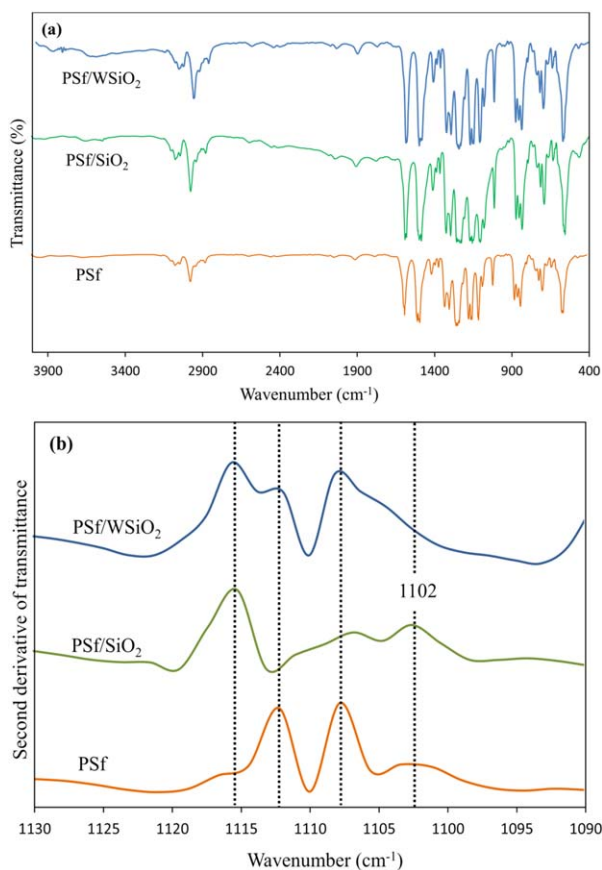 (a)
PSf/WSiO₂
PSf/SiO₂
PSf
Transmittance (%)
3900 3400 2900 2400 1900 1400 900 400
Wavenumber (cm⁻¹)
(b)
PSf/WSiO₂
1102
PSf/SiO₂
PSf
Second derivative of transmittance
1130 1125 1120 1115 1110 1105 1100 1095 1090
Wavenumber (cm⁻¹)